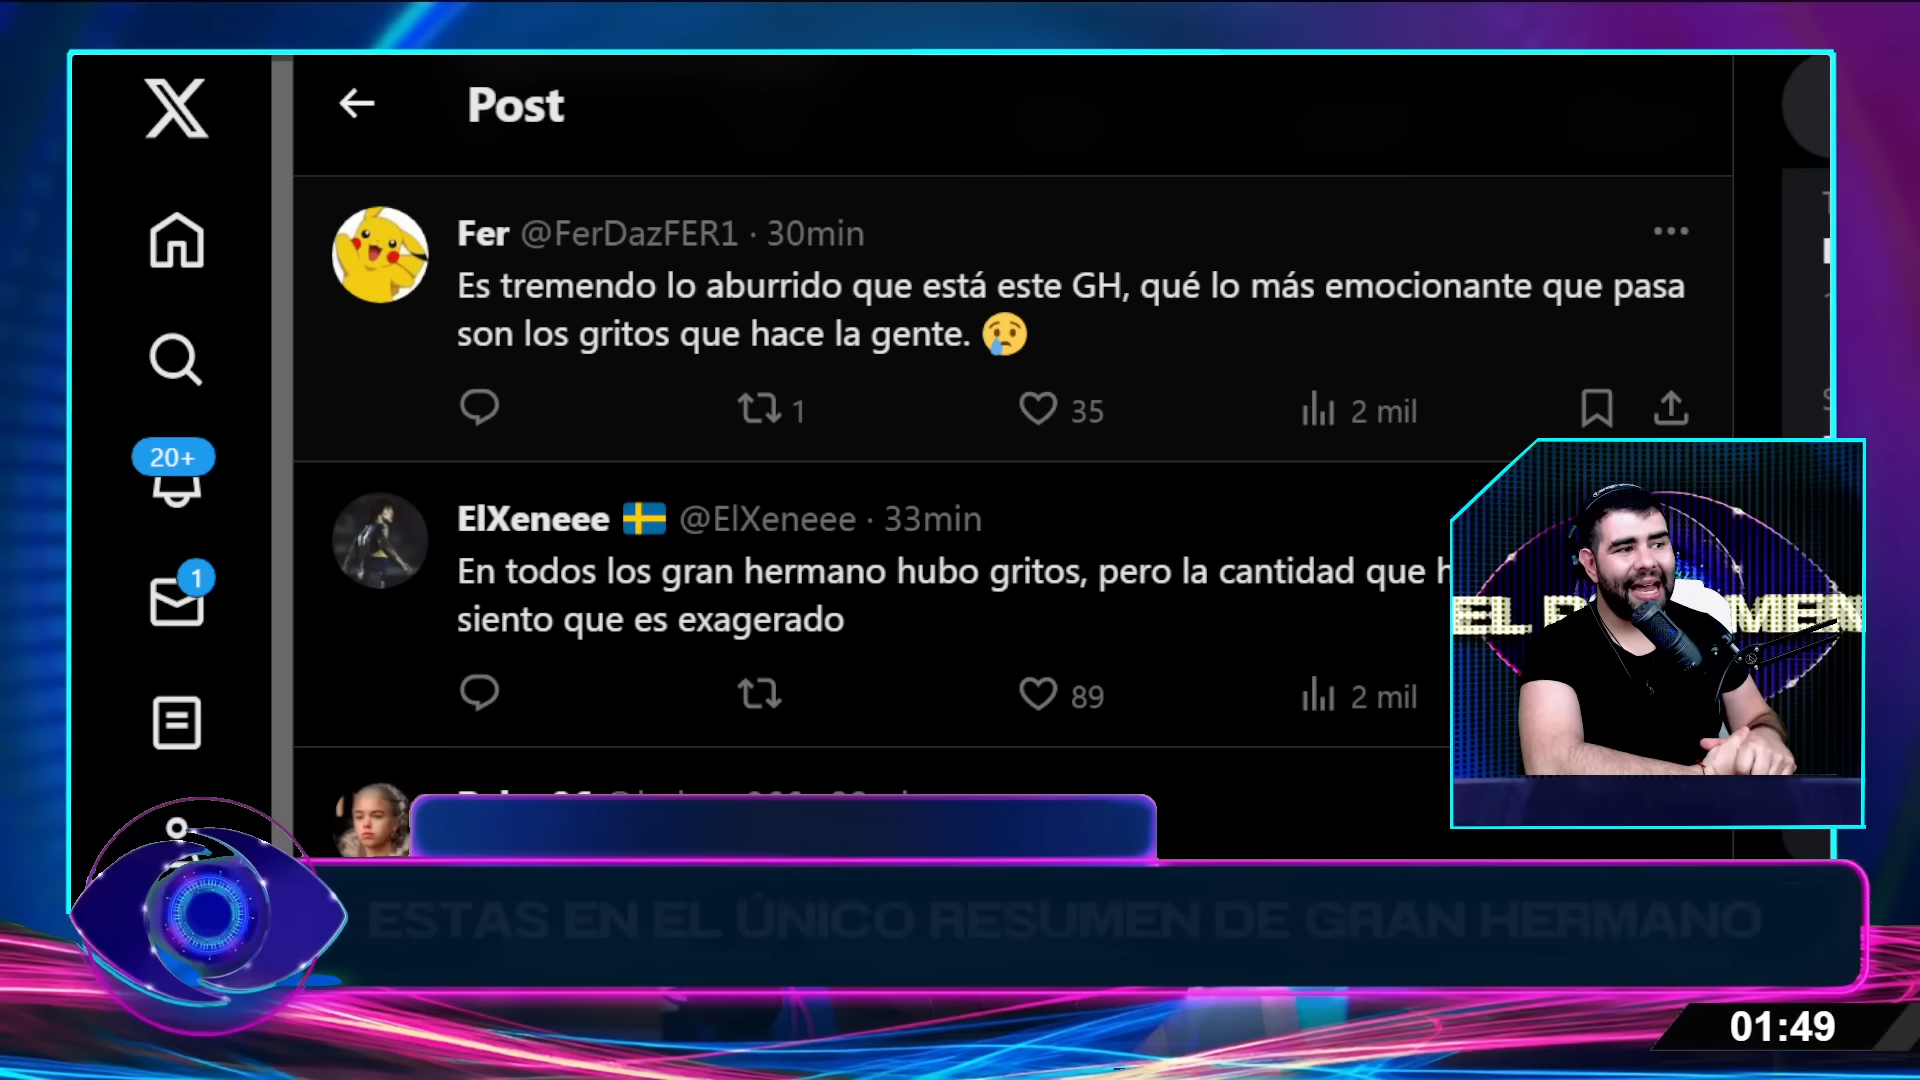 Post
Fer @FerDazFER1 · 30min
Es tremendo lo aburrido que está este GH, qué lo más emocionante que pasa
son los gritos que hace la gente. 😢
1 35 2 mil
20+
ElXeneee 🇸🇪 @ElXeneee · 33min
En todos los gran hermano hubo gritos, pero la cantidad que h
siento que es exagerado
1
89 2 mil
ESTAS EN EL ÚNICO RESUMEN DE GRAN HERMANO
01:49